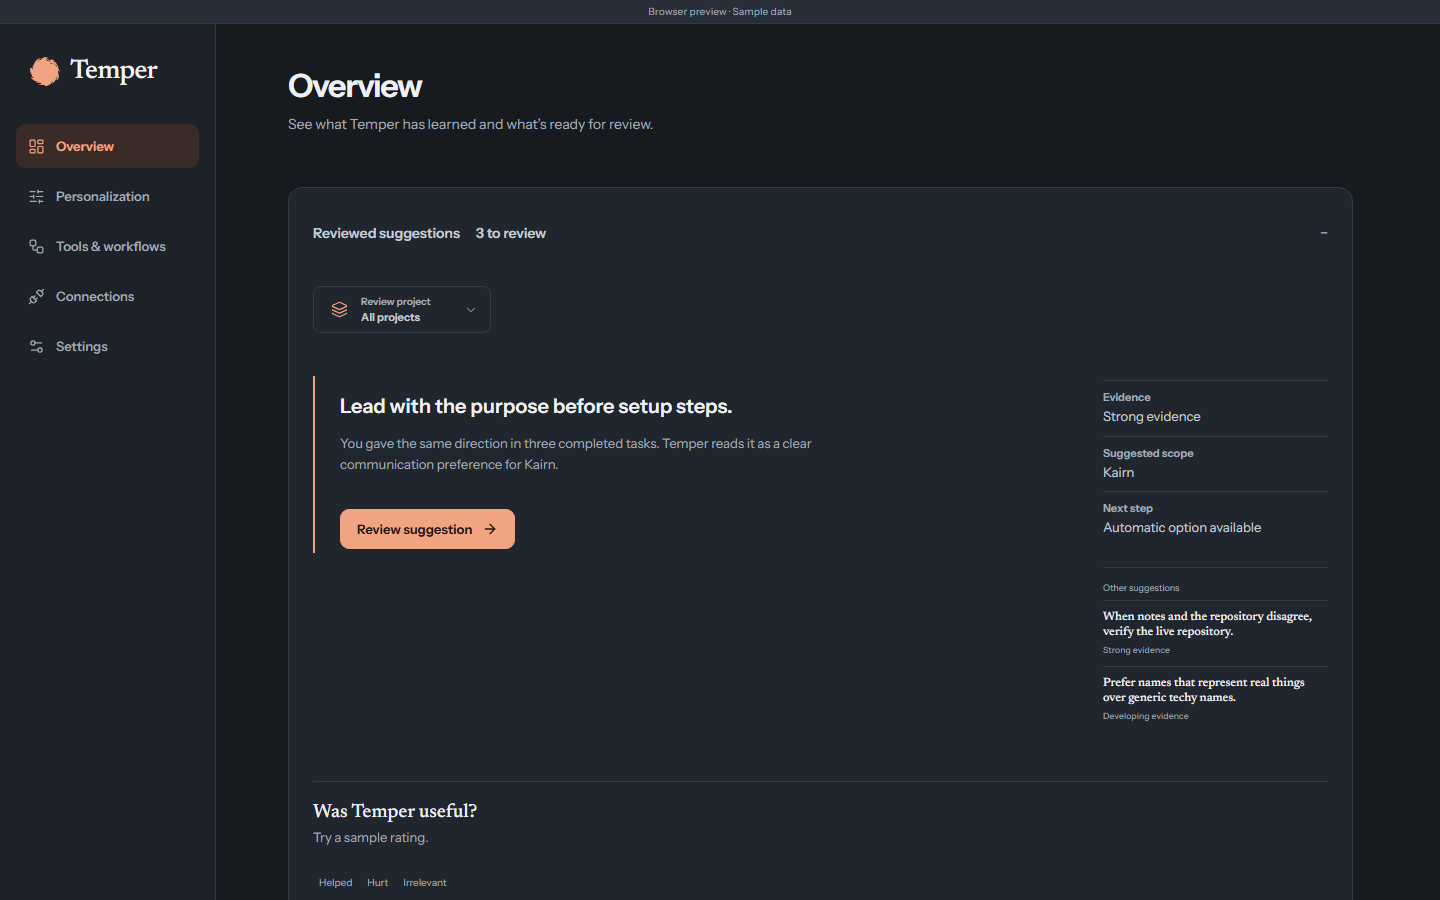 Browser preview · Sample data
Temper
Overview
Personalization
Tools & workflows
Connections
Settings
Overview
See what Temper has learned and what's ready for review.
Reviewed suggestions 3 to review
Review project
All projects
Lead with the purpose before setup steps.
You gave the same direction in three completed tasks. Temper reads it as a clear
communication preference for Kairn.
Review suggestion
Evidence
Strong evidence
Suggested scope
Kairn
Next step
Automatic option available
Other suggestions
When notes and the repository disagree,
verify the live repository.
Strong evidence
Prefer names that represent real things
over generic techy names.
Developing evidence
Was Temper useful?
Try a sample rating.
Helped Hurt Irrelevant